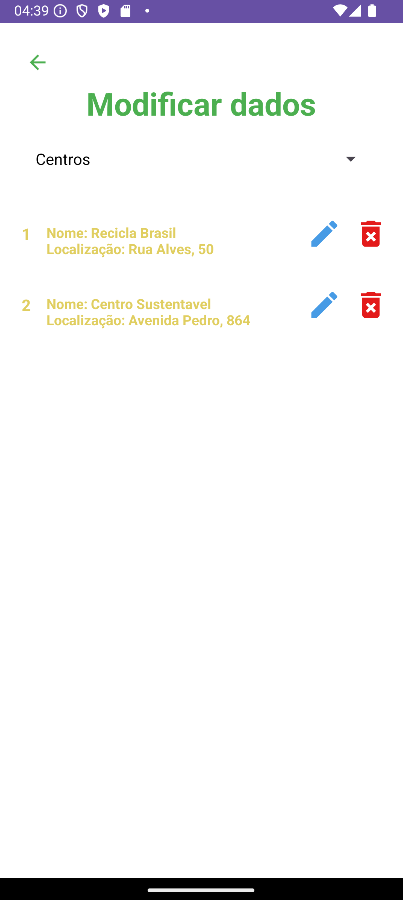 04:39
Modificar dados
Centros
1 Nome: Recicla Brasil
Localização: Rua Alves, 50
2 Nome: Centro Sustentavel
Localização: Avenida Pedro, 864